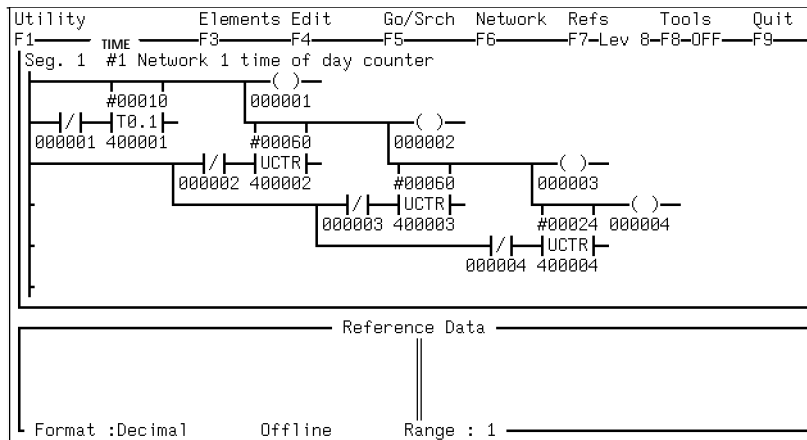 Utility Elements Edit Go/Srch Network Refs Tools Quit
F1 TIME F3 F4 F5 F6 F7-Lev 8-F8-OFF F9
Seg. 1 #1 Network 1 time of day counter
( )
#00010 000001
/ T0.1 ( )
000001 400001 #00060 000002
/ UCTR ( )
000002 400002 #00060 000003
/ UCTR ( )
000003 400003 #00024 000004
/ UCTR
000004 400004
Reference Data
Format :Decimal Offline Range : 1